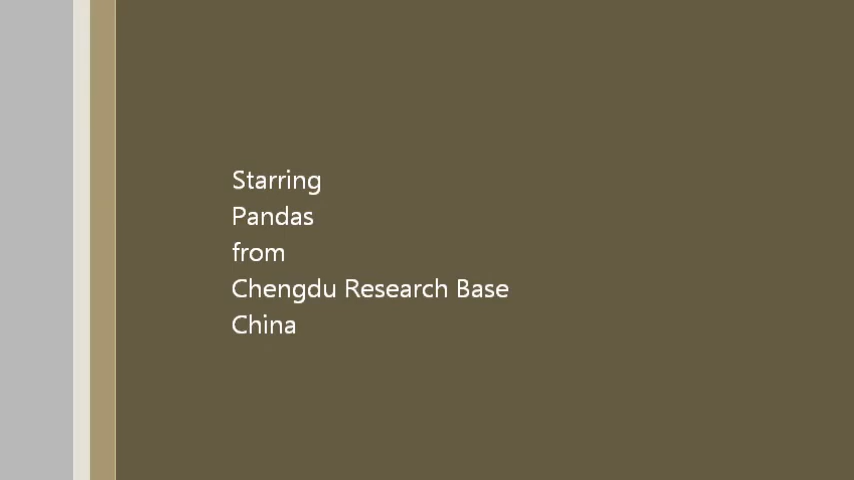 Starring
Pandas
from
Chengdu Research Base
China